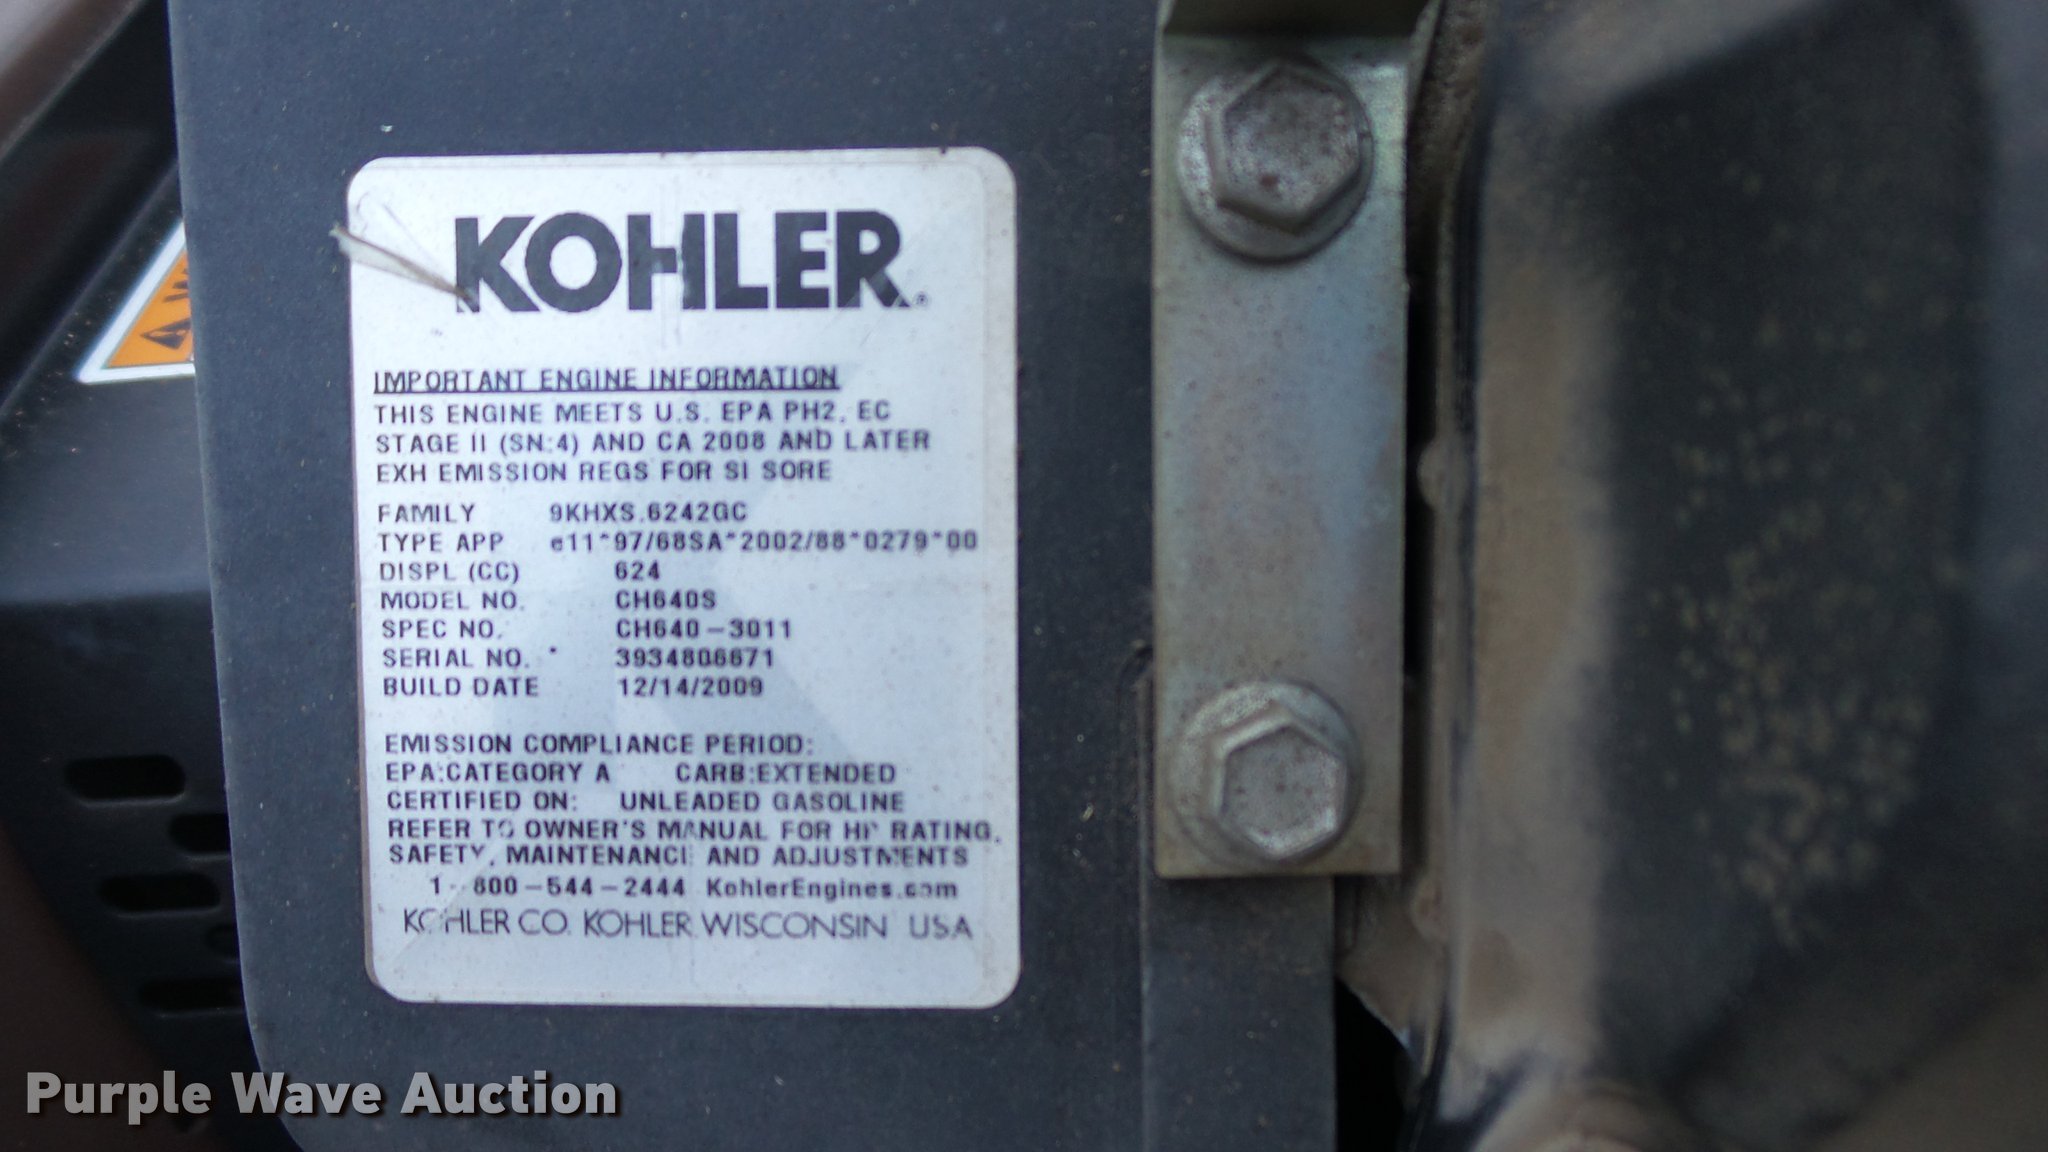 KOHLER.
IMPORTANT ENGINE INFORMATION
THIS ENGINE MEETS U.S. EPA PH2, EC
STAGE II (SN:4) AND CA 2008 AND LATER
EXH EMISSION REGS FOR SI SORE
FAMILY 9KHXS.6242GC
TYPE APP e11*97/68SA*2002/88*0279*00
DISPL (CC) 624
MODEL NO. CH640S
SPEC NO. CH640-3011
SERIAL NO. 3934806671
BUILD DATE 12/14/2009
EMISSION COMPLIANCE PERIOD:
EPA:CATEGORY A CARB:EXTENDED
CERTIFIED ON: UNLEADED GASOLINE
REFER TO OWNER'S MANUAL FOR HP RATING,
SAFETY, MAINTENANCE AND ADJUSTMENTS
1-800-544-2444 KohlerEngines.com
KOHLER CO. KOHLER, WISCONSIN USA
Purple Wave Auction